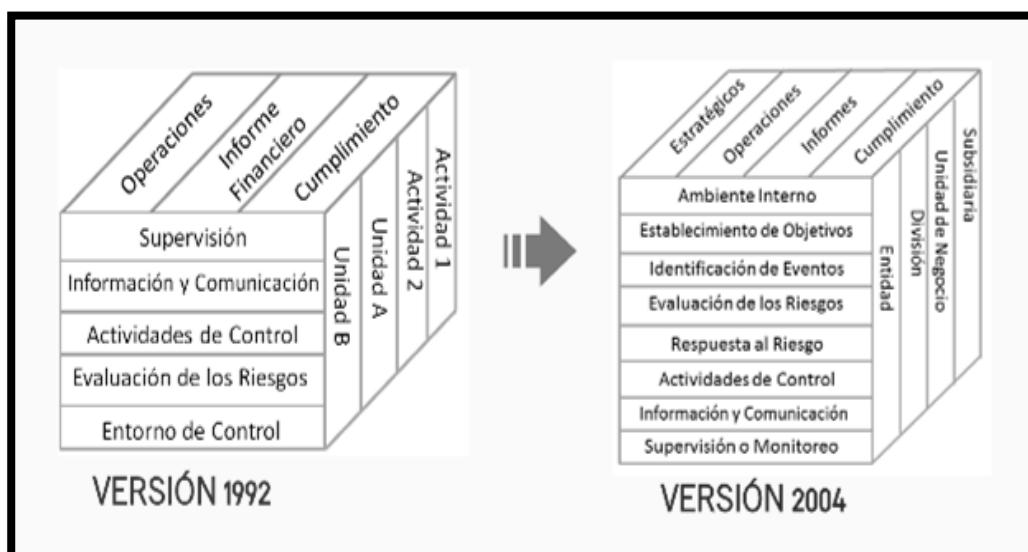 Operaciones
Informe
Financiero
Cumplimiento
Supervisión
Información y Comunicación
Actividades de Control
Evaluación de los Riesgos
Entorno de Control
Unidad B
Unidad A
Actividad 2
Actividad 1
VERSIÓN 1992
Estratégicos
Operaciones
Informes
Cumplimiento
Ambiente Interno
Establecimiento de Objetivos
Identificación de Eventos
Evaluación de los Riesgos
Respuesta al Riesgo
Actividades de Control
Información y Comunicación
Supervisión o Monitoreo
Entidad
División
Unidad de Negocio
Subsidiaria
VERSIÓN 2004